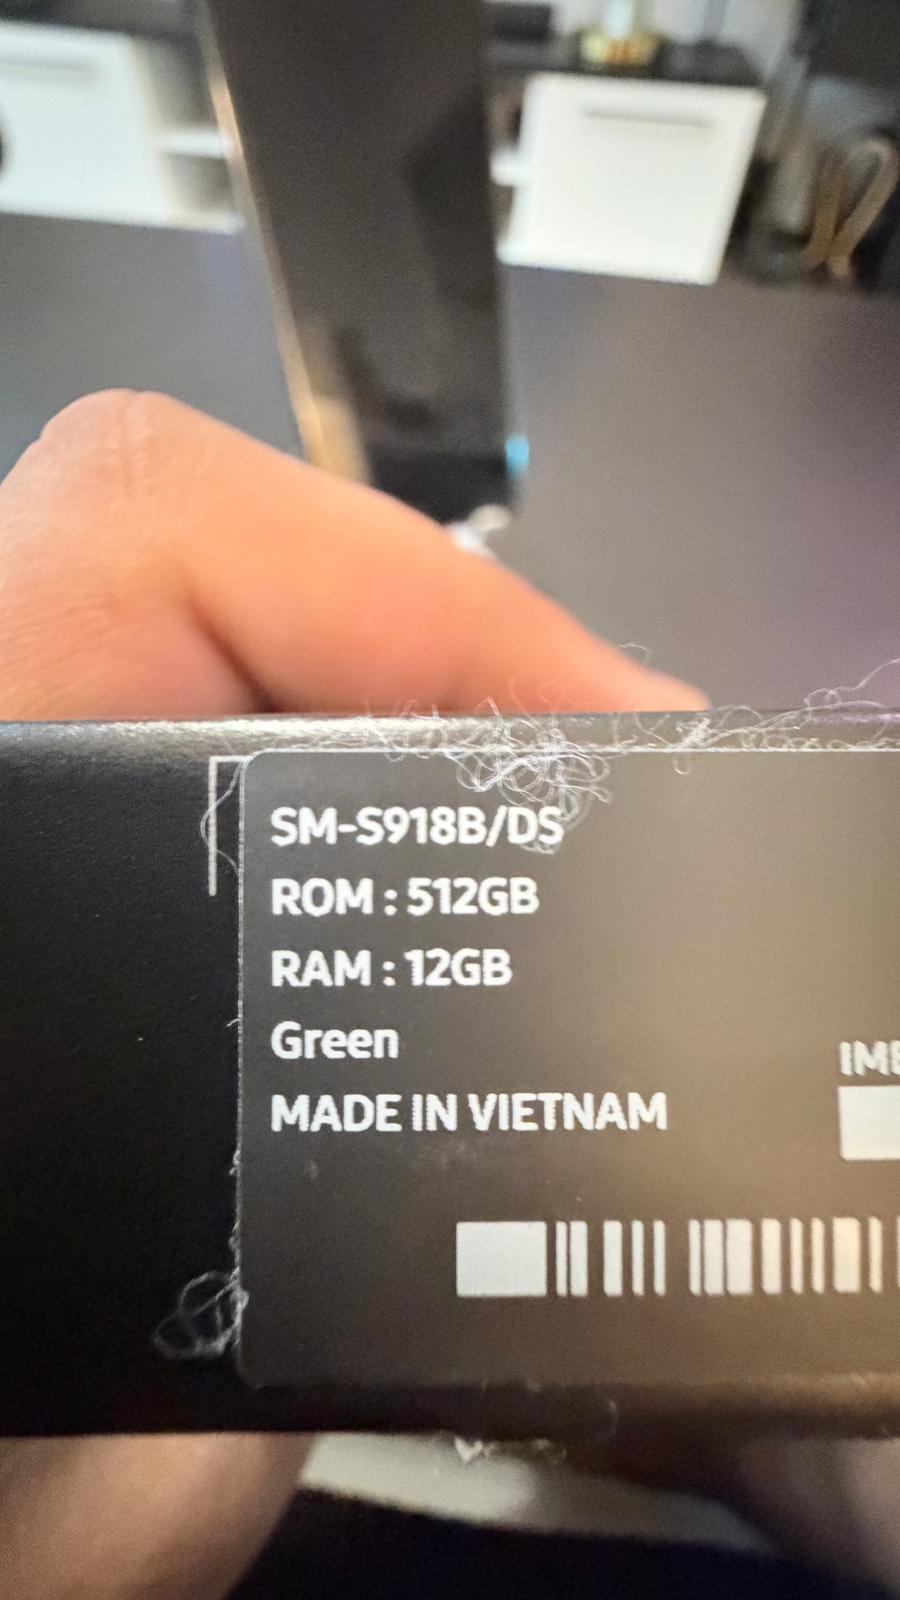 SM-S918B/DS
ROM : 512GB
RAM : 12GB
Green
MADE IN VIETNAM